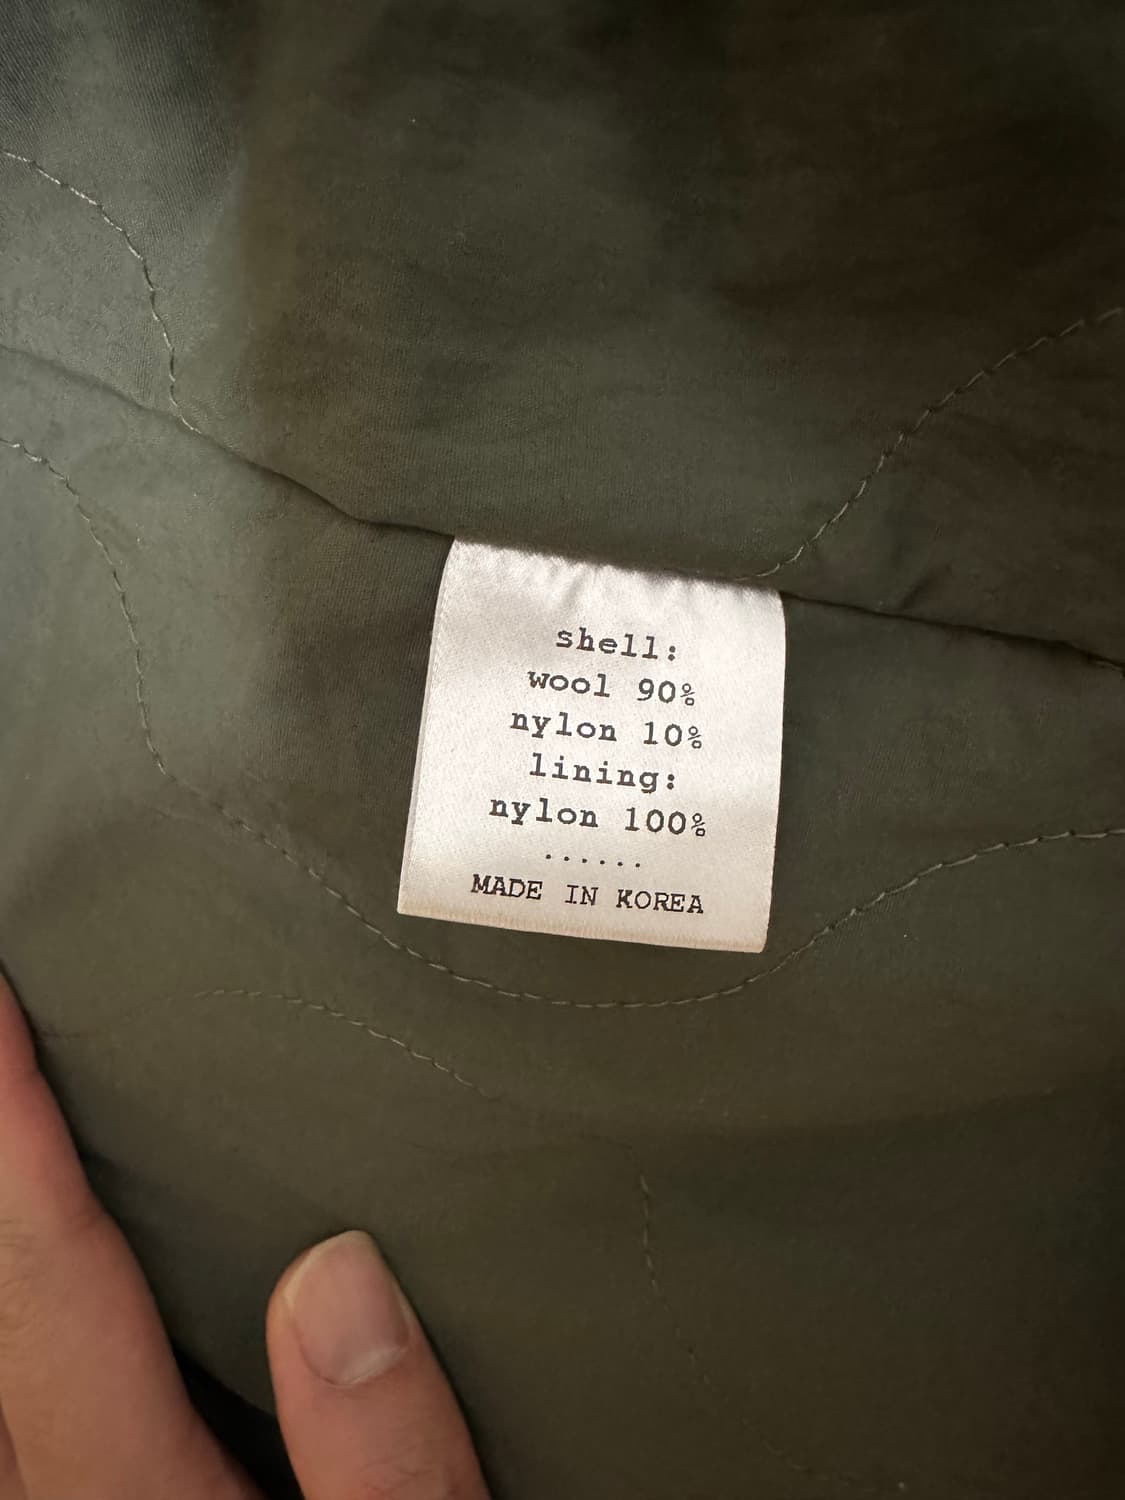 shell:
wool 90%
nylon 10%
lining:
nylon 100%
......
MADE IN KOREA